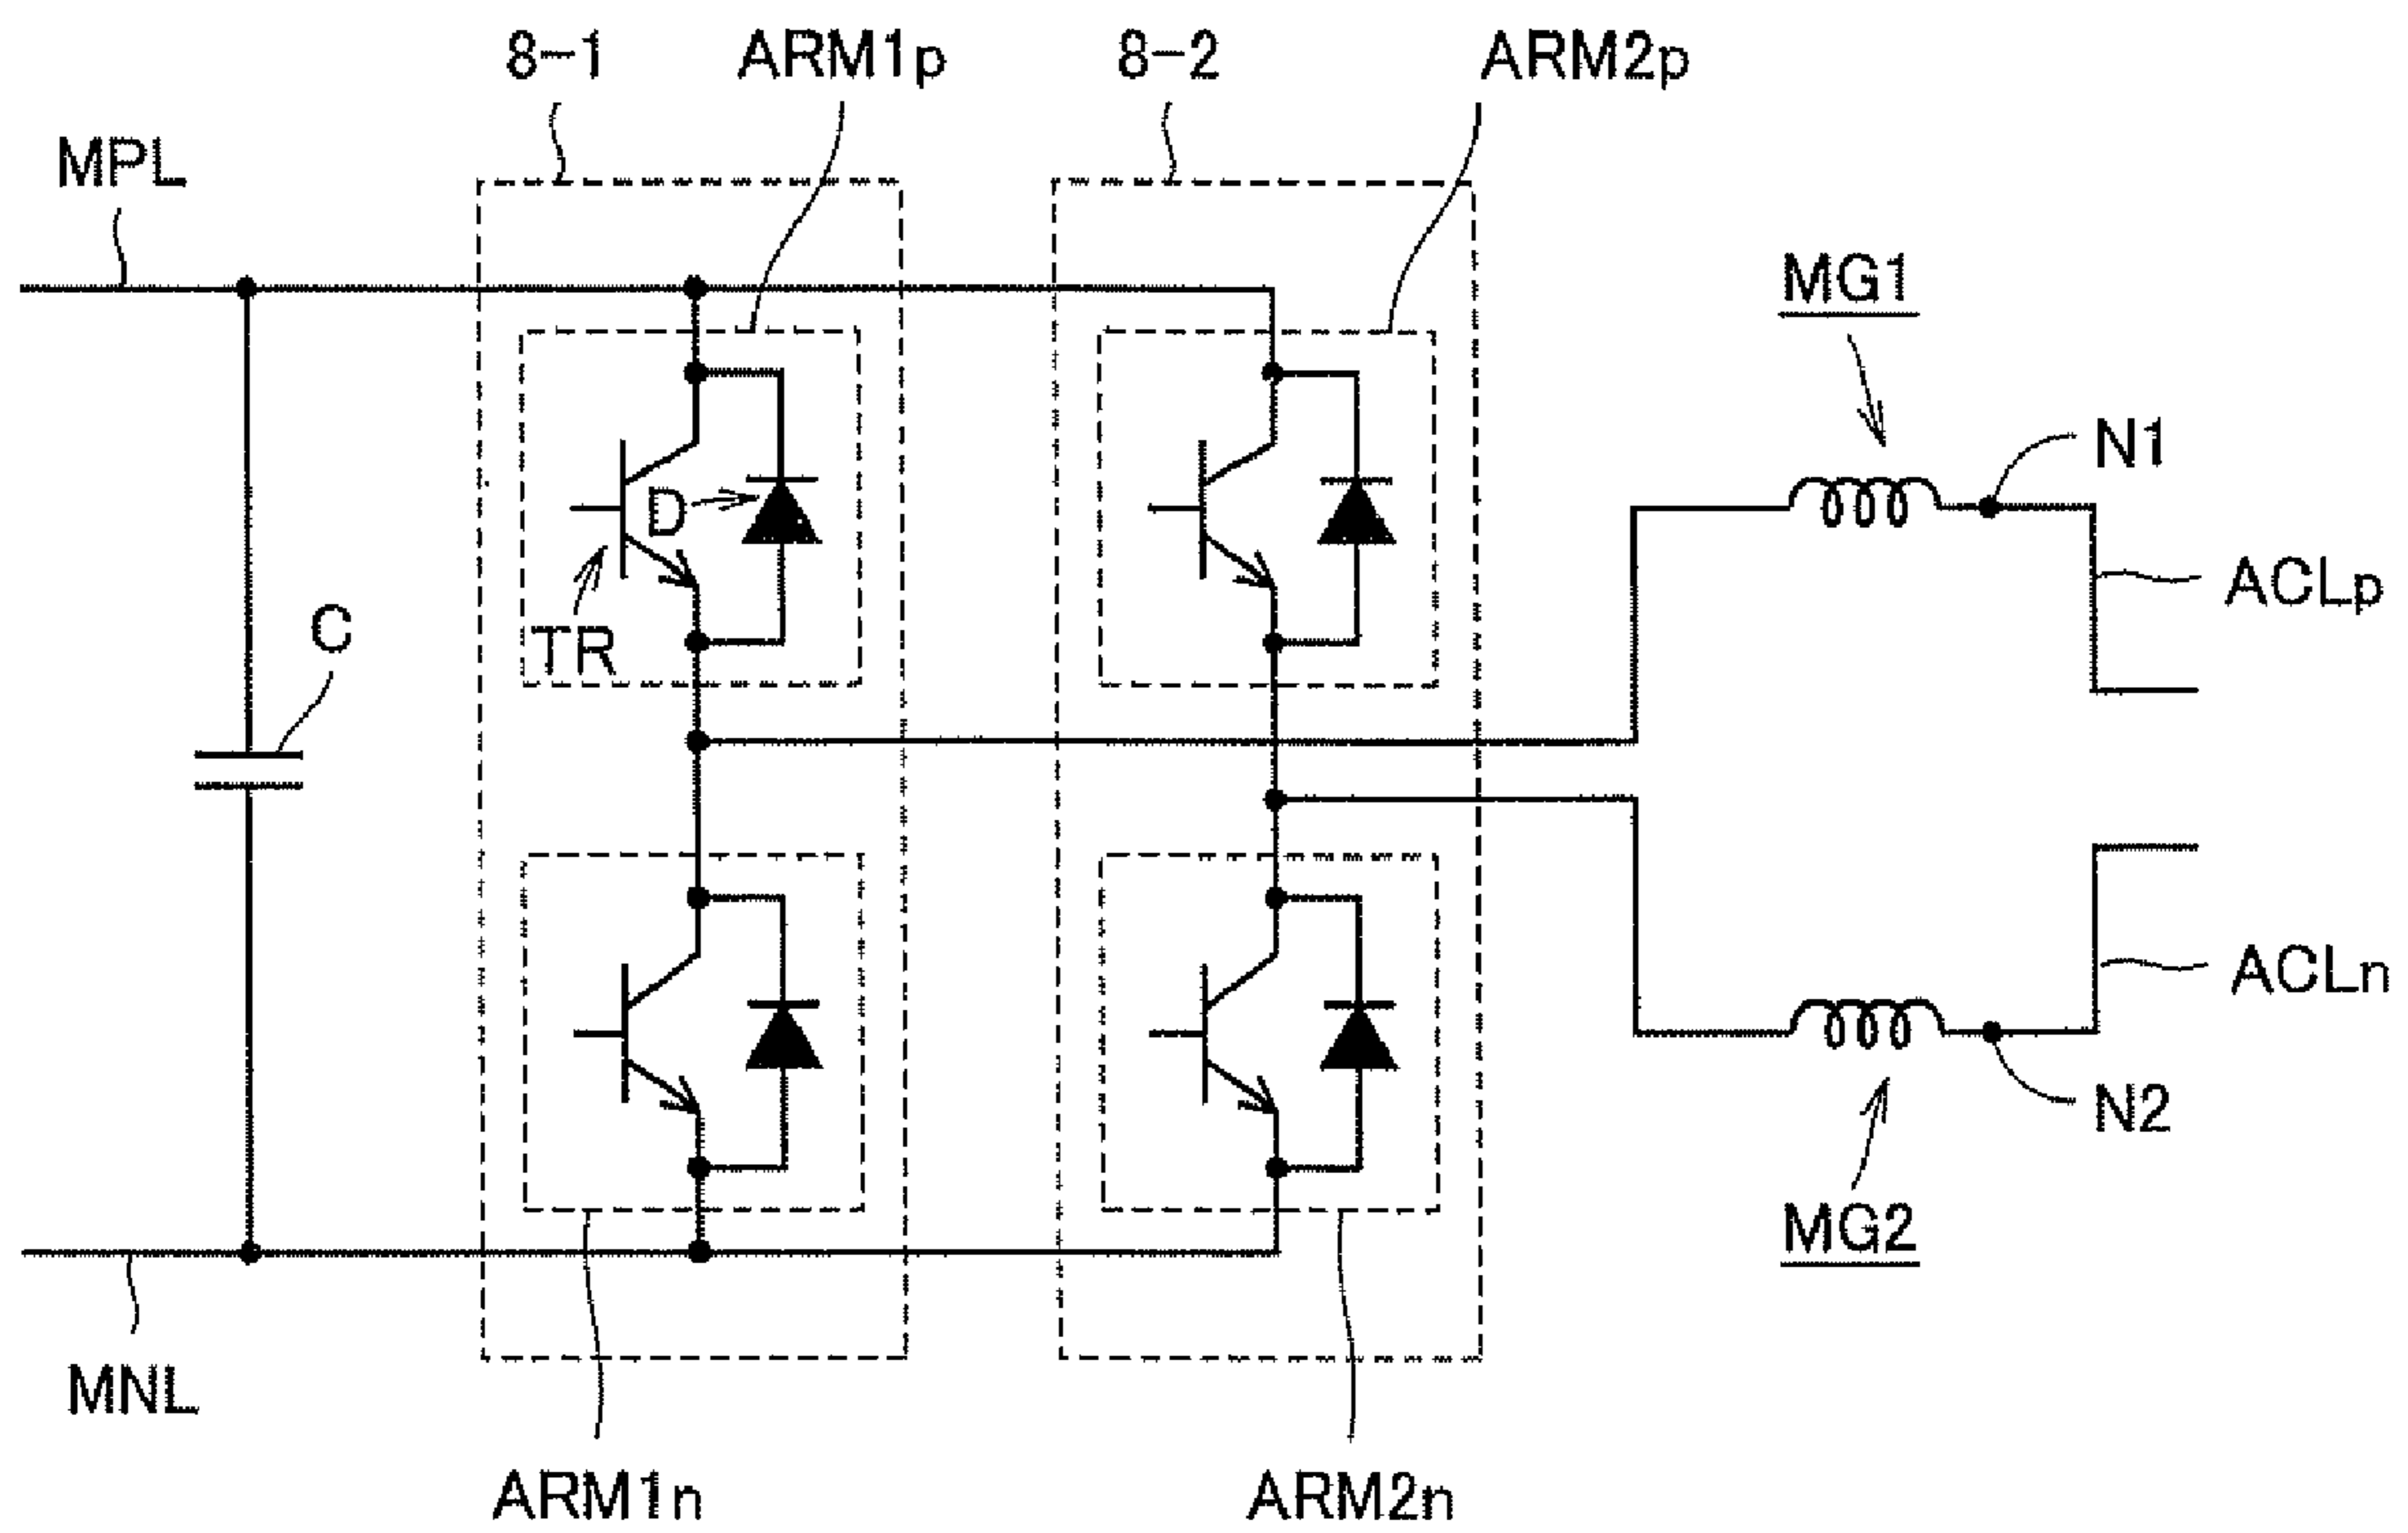 8-1
ARM1p
8-2
ARM2p
MPL
MG1
N1
D
ACLp
C
TR
ACLn
N2
MG2
MNL
ARM1n
ARM2n